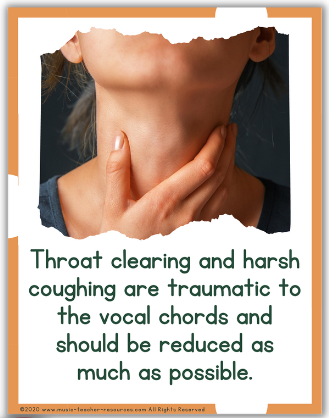 Throat clearing and harsh
coughing are traumatic to
the vocal chords and
should be reduced as
much as possible.
©2020 www.music-teacher-resources.com All Rights Reserved